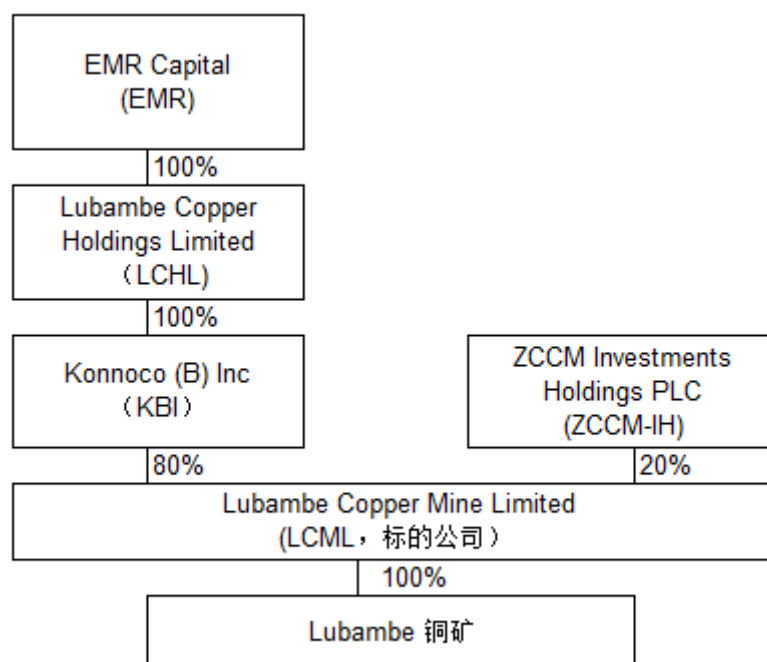 EMR Capital
(EMR)
100%
Lubambe Copper
Holdings Limited
（LCHL)
100%
Konnoco (B) Inc
（KBI）
ZCCM Investments
Holdings PLC
(ZCCM-IH)
80%
20%
Lubambe Copper Mine Limited
(LCML，标的公司）
100%
Lubambe 铜矿